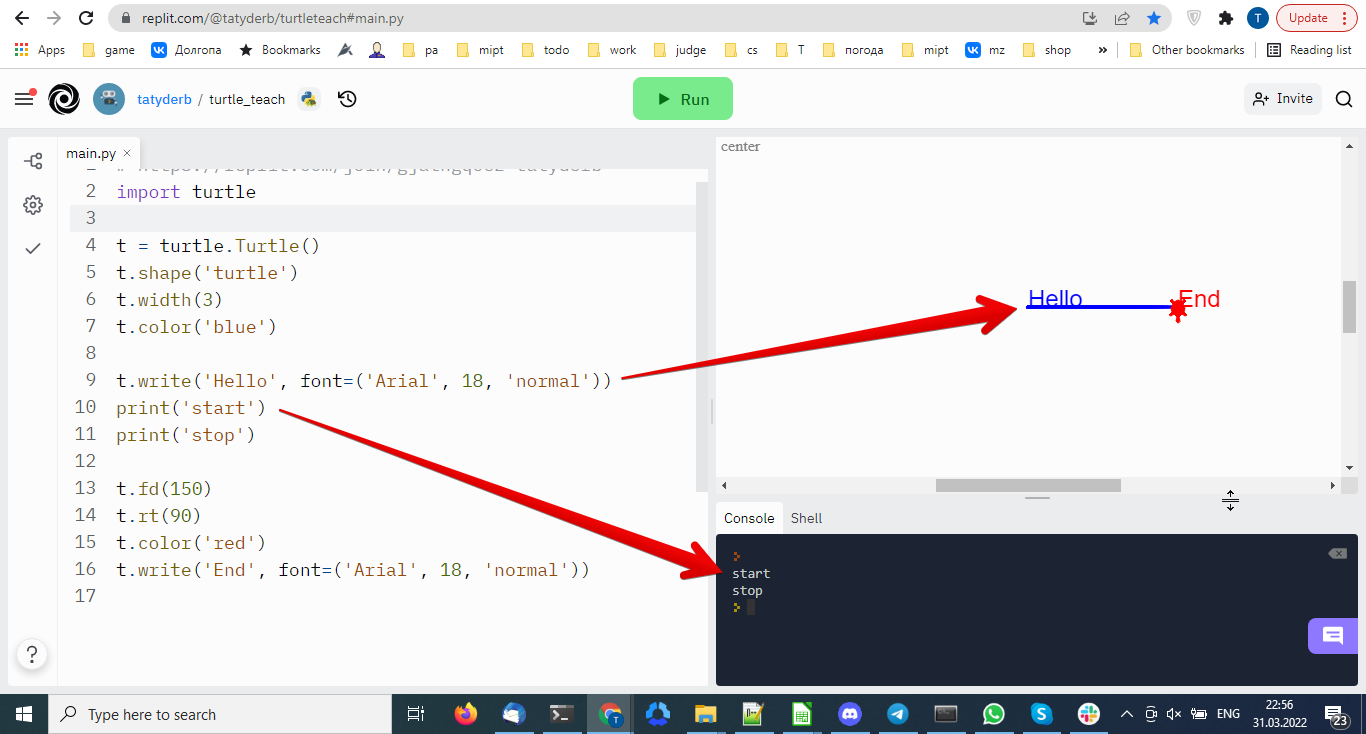 replit.com/@tatyderb/turtleteach#main.py
T
Update
Apps
game
Долгопа
Bookmarks
pa
mipt
todo
work
judge
cs
T
погода
mipt
mz
shop
»
Other bookmarks
Reading list
tatyderb / turtle_teach
Run
Invite
main.py ×
2 import turtle
3
4 t = turtle.Turtle()
5 t.shape('turtle')
6 t.width(3)
7 t.color('blue')
8
9 t.write('Hello', font=('Arial', 18, 'normal'))
10 print('start')
11 print('stop')
12
13 t.fd(150)
14 t.rt(90)
15 t.color('red')
16 t.write('End', font=('Arial', 18, 'normal'))
17
?
center
Hello
End
Console
Shell
start
stop
Type here to search
T
ENG
22:56
31.03.2022
23